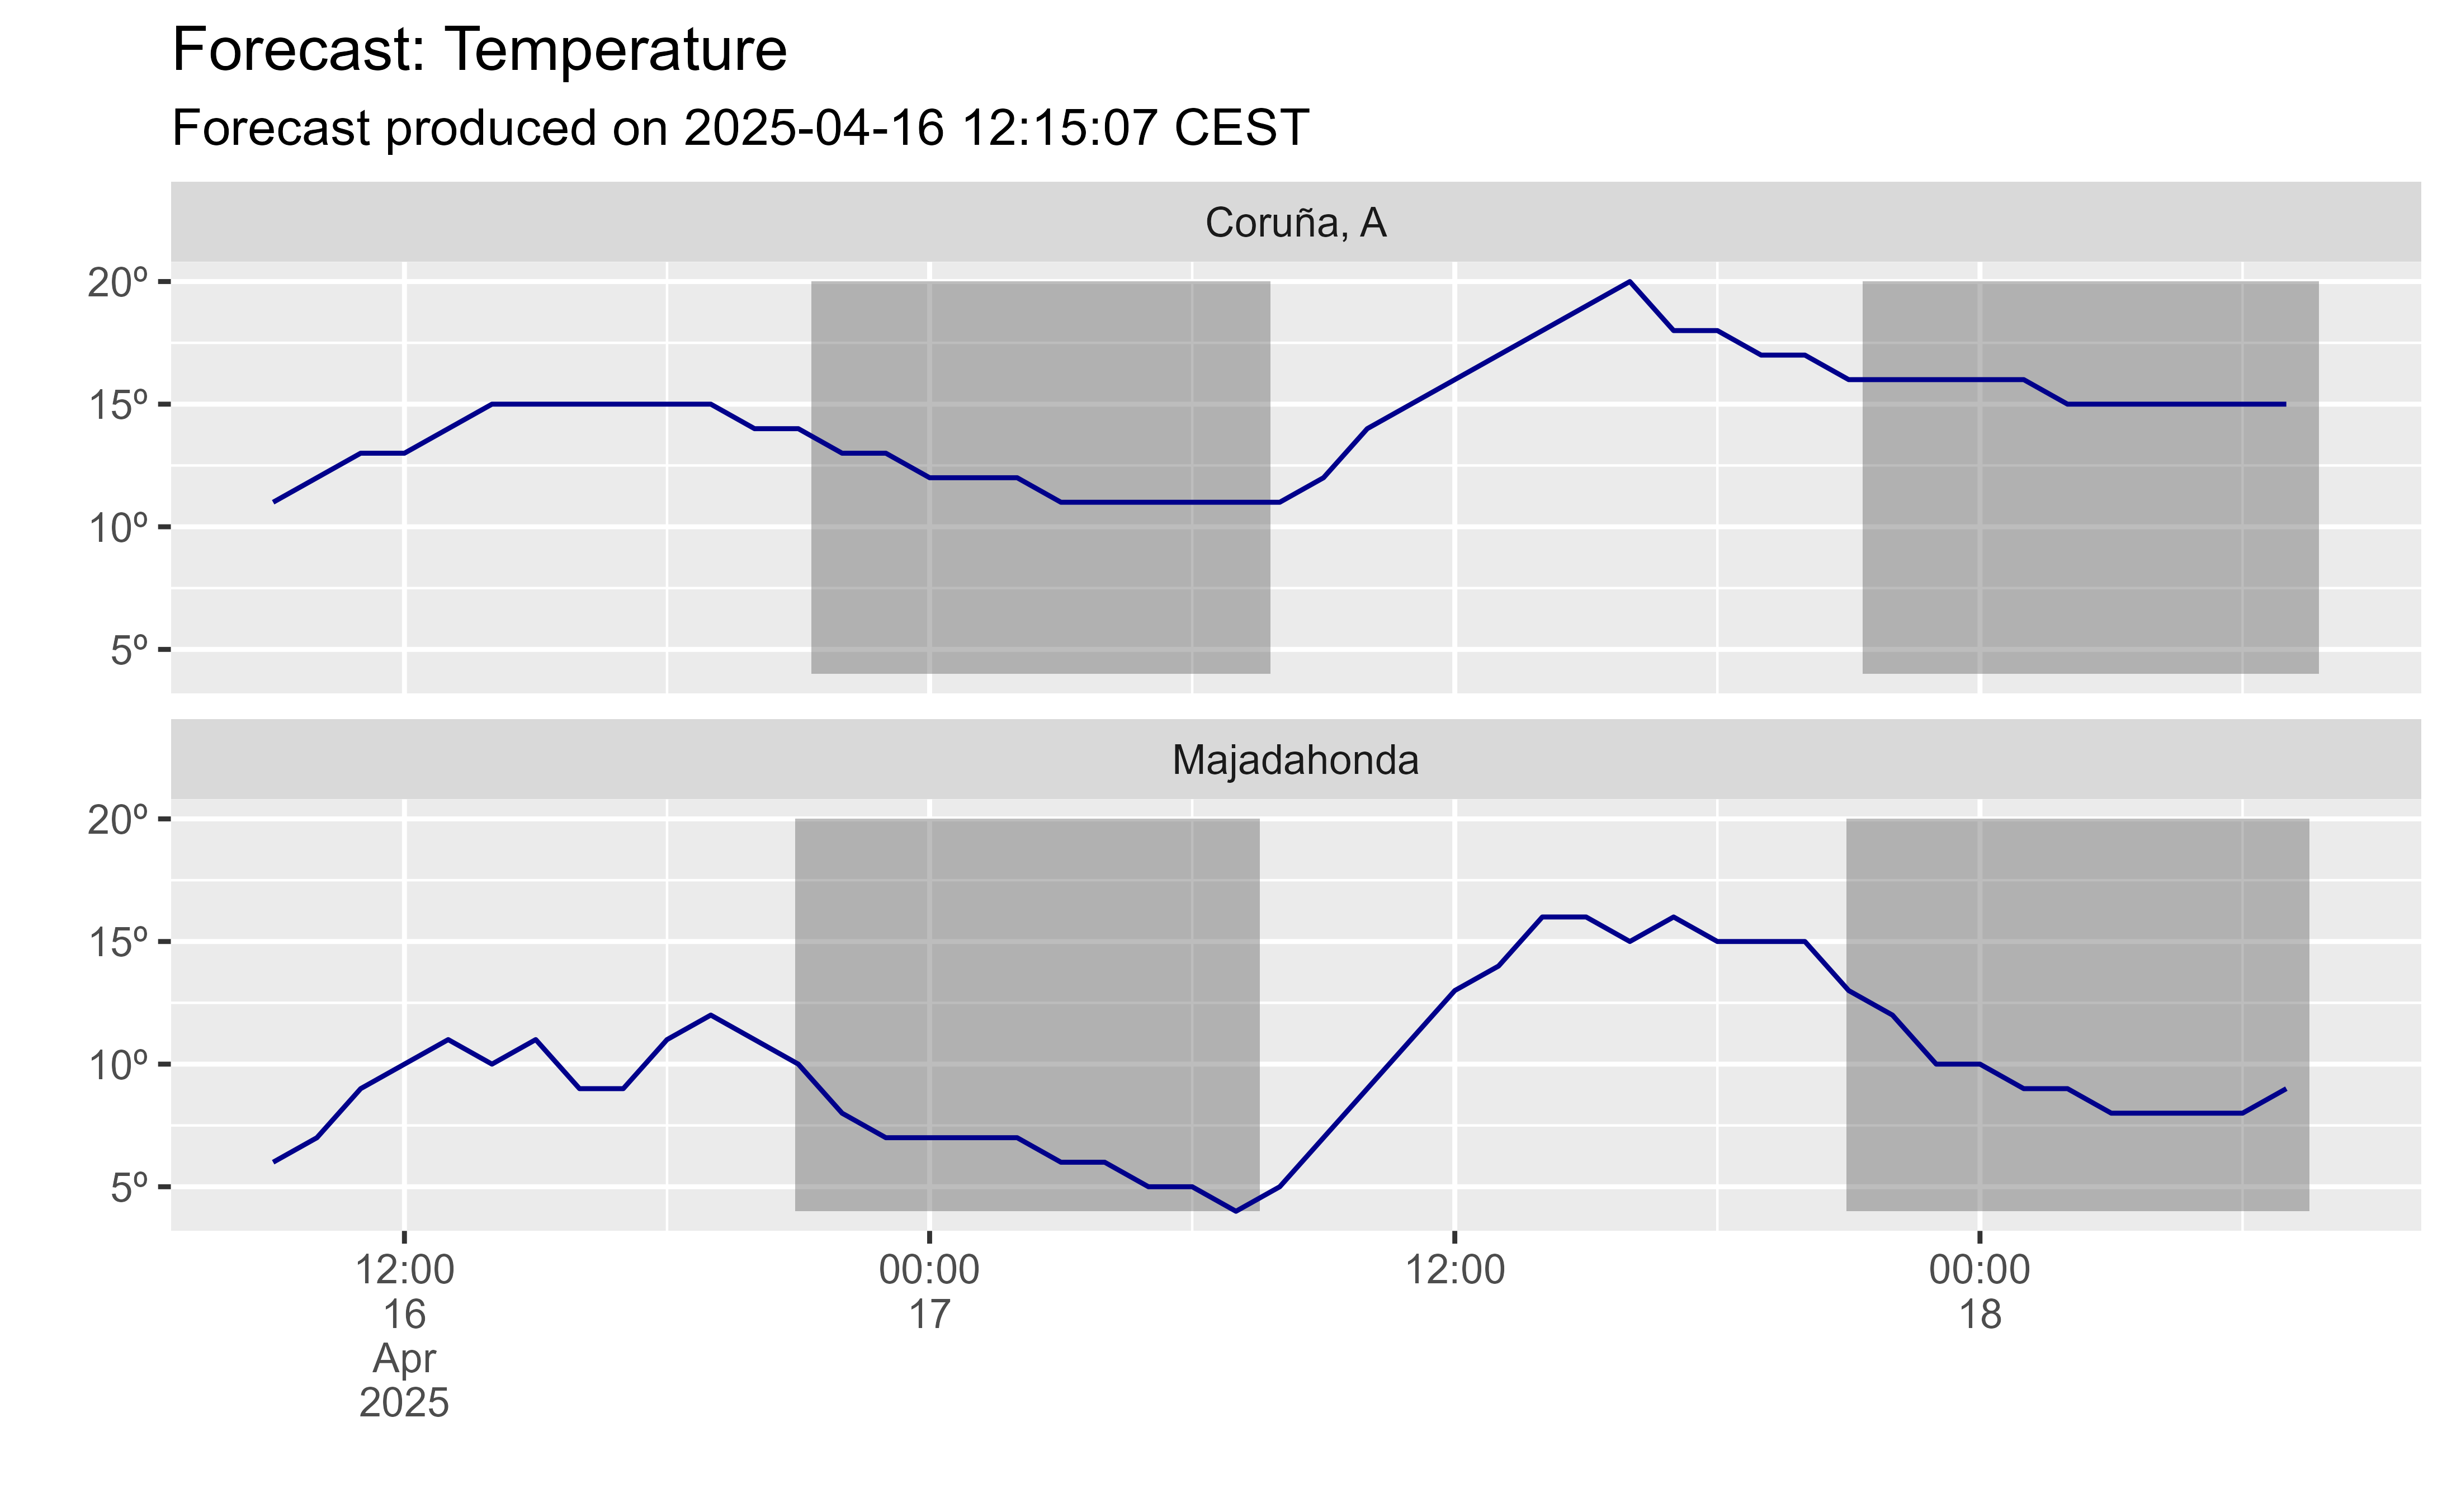 Forecast: Temperature
Forecast produced on 2025-04-16 12:15:07 CEST
Coruña, A
20º
15º
10º
5º
Majadahonda
20º
15º
10º
5º
12:00 00:00 12:00 00:00
16 17 18
Apr
2025